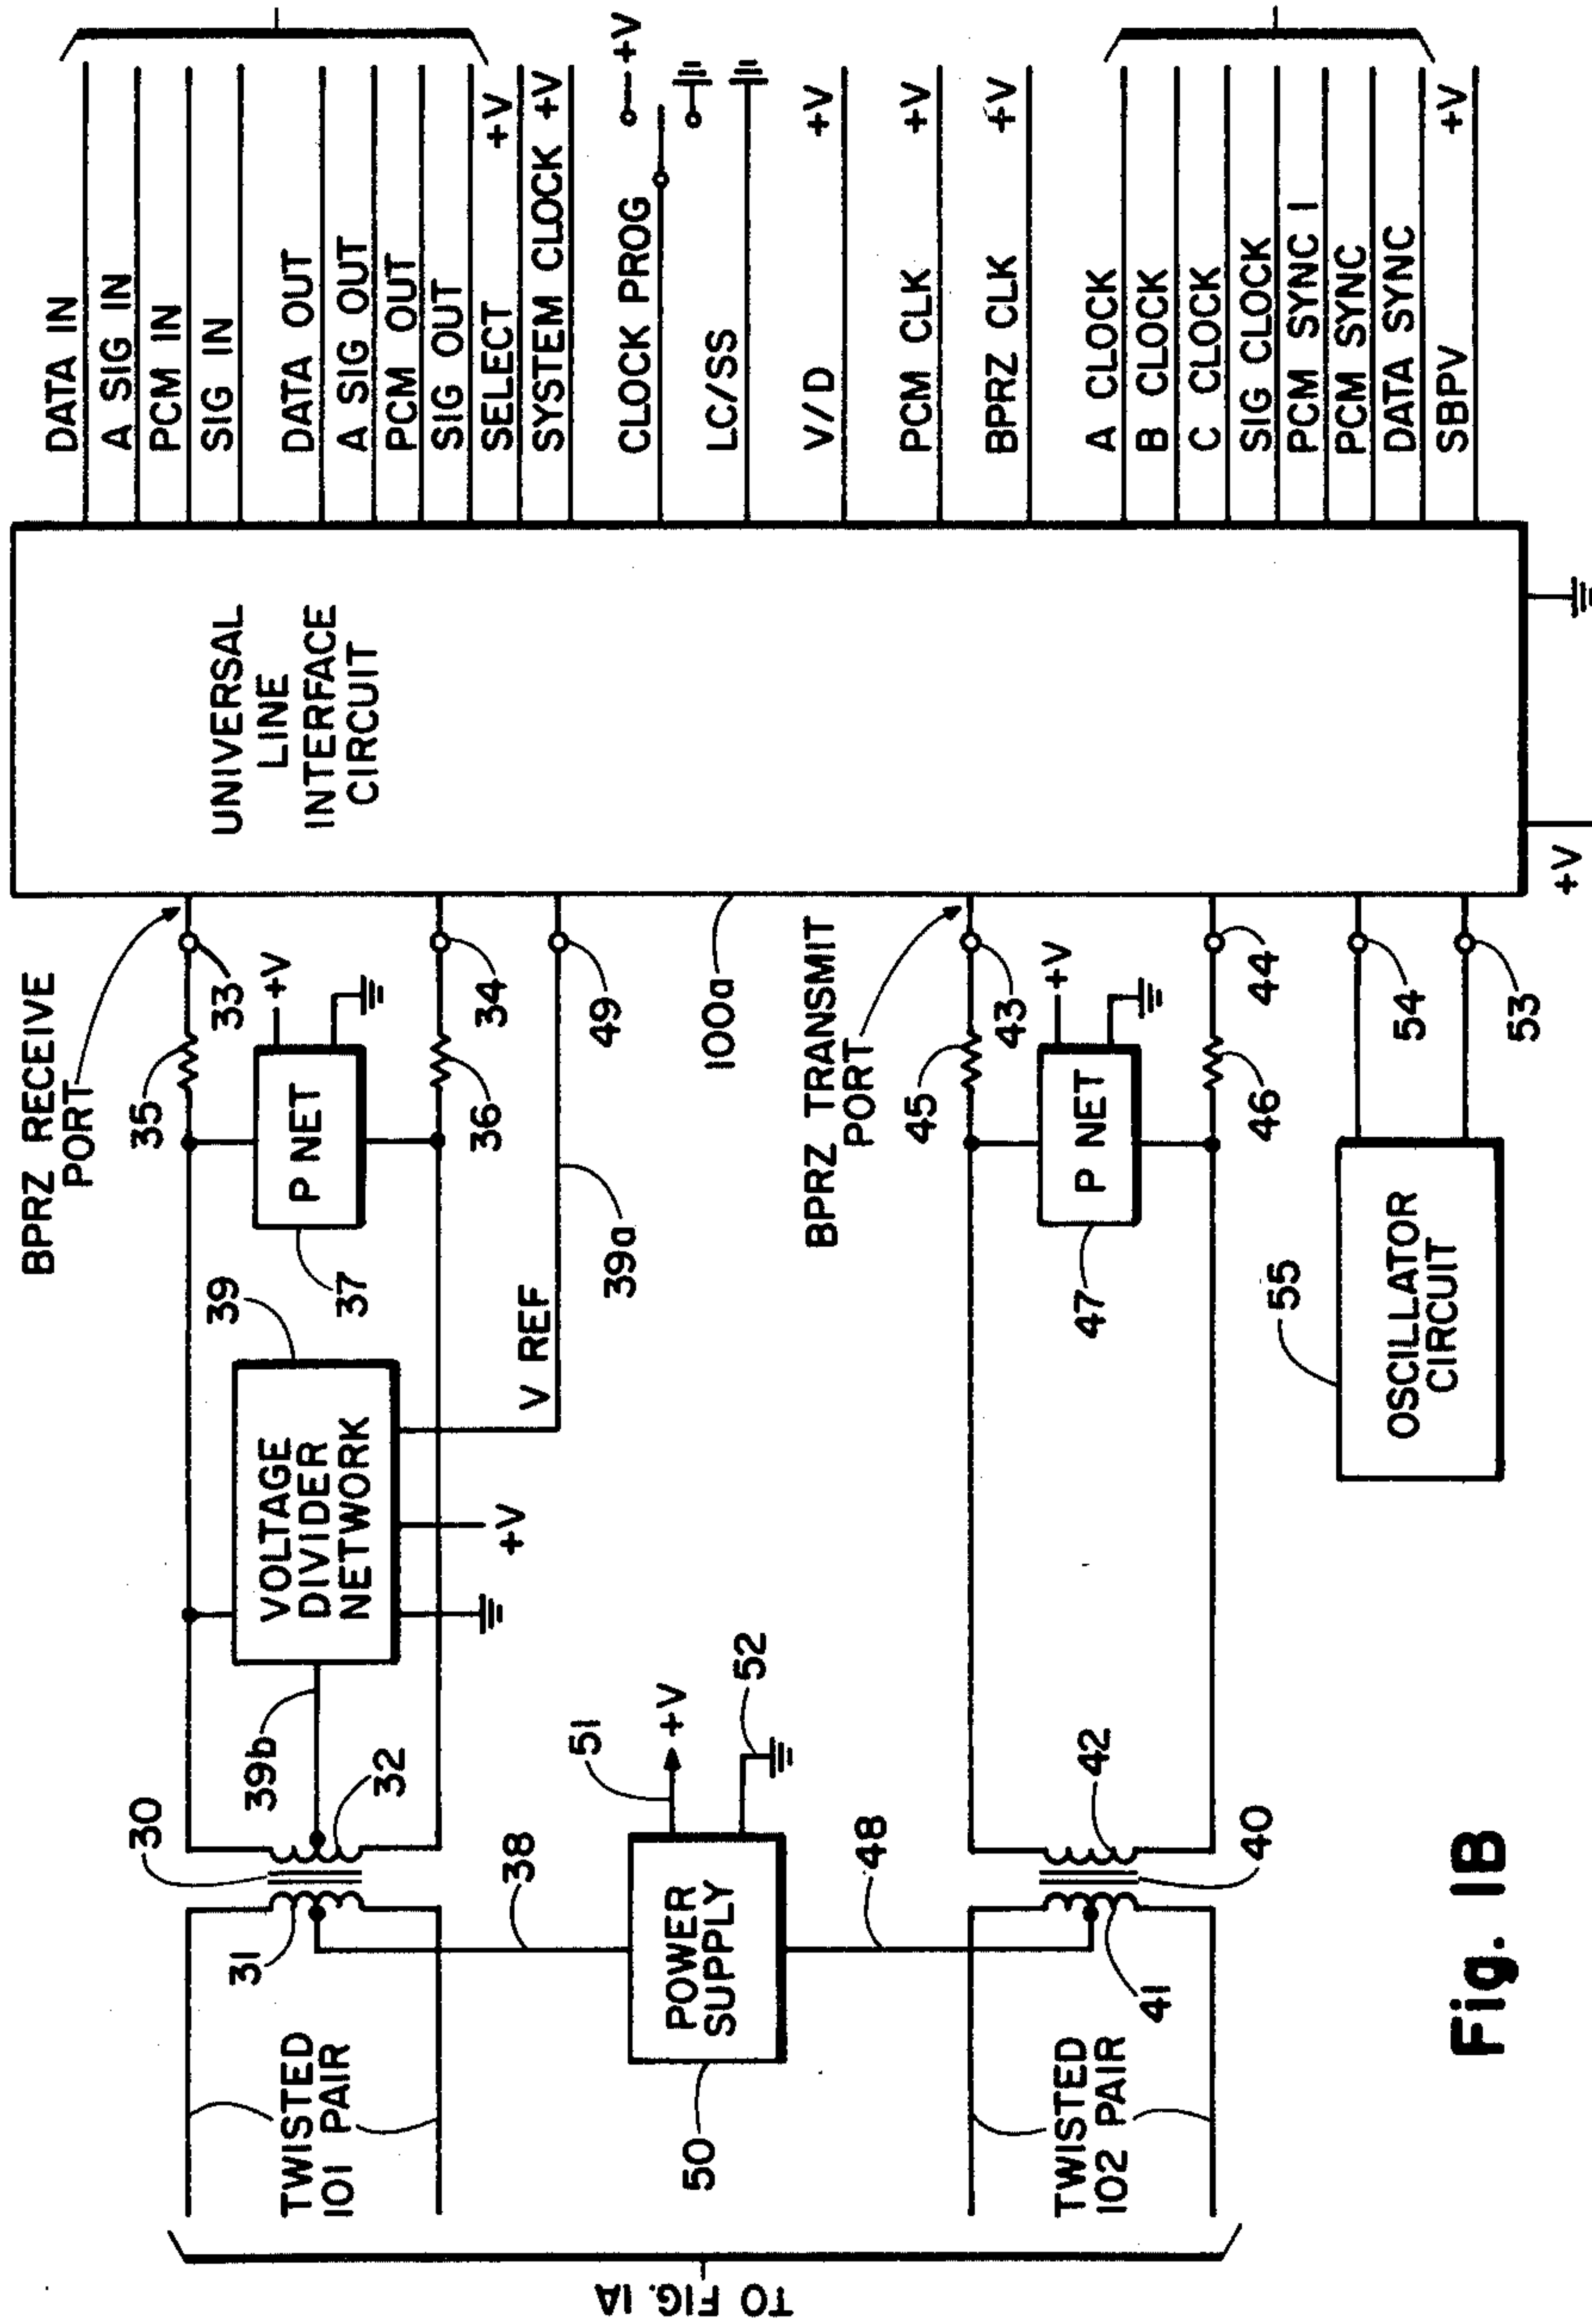 TO FIG. 1A
TWISTED
101 PAIR
TWISTED
102 PAIR
31
30
32
39b
38
48
41
40
42
50
POWER
SUPPLY
51
+V
52
VOLTAGE
DIVIDER
NETWORK
39
+V
V REF
39a
BPRZ RECEIVE
PORT
35
33
P NET
37
+V
36
34
49
100a
BPRZ TRANSMIT
PORT
45
43
P NET
47
+V
46
44
55
OSCILLATOR
CIRCUIT
54
53
UNIVERSAL
LINE
INTERFACE
CIRCUIT
+V
DATA IN
A SIG IN
PCM IN
SIG IN
DATA OUT
A SIG OUT
PCM OUT
SIG OUT
SELECT +V
SYSTEM CLOCK +V
CLOCK PROG +V
LC/SS
V/D +V
PCM CLK +V
BPRZ CLK +V
A CLOCK
B CLOCK
C CLOCK
SIG CLOCK
PCM SYNC 1
PCM SYNC
DATA SYNC
SBPV +V
Fig. 1B